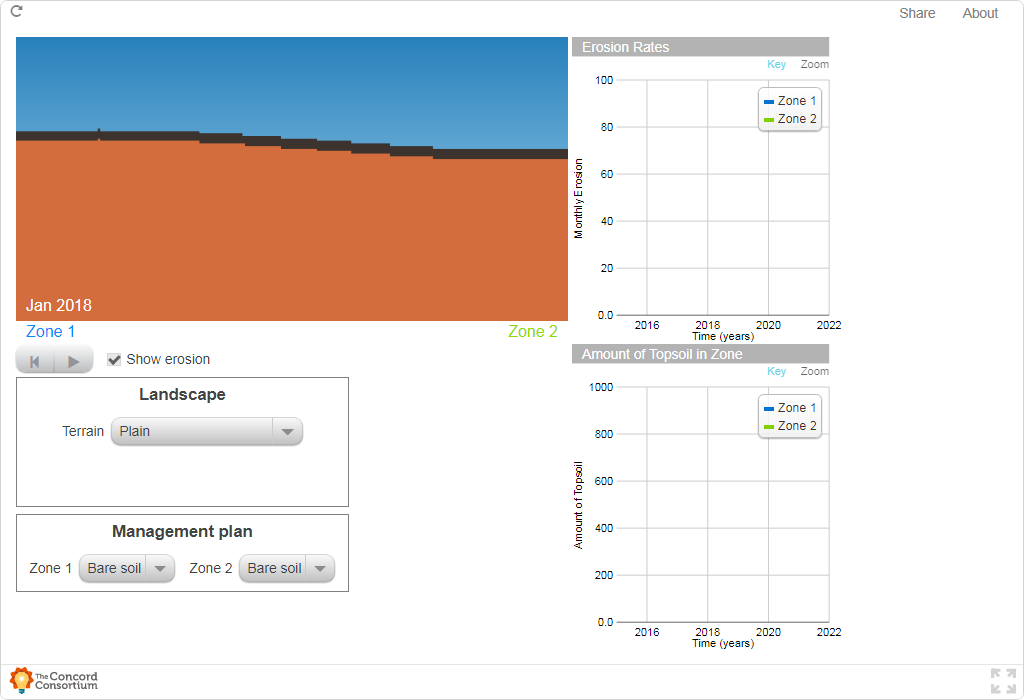 Share About
Erosion Rates
Key Zoom
100
80
60
40
20
0.0
Monthly Erosion
Zone 1
Zone 2
2016 2018 2020 2022
Time (years)
Jan 2018
Zone 1 Zone 2
Show erosion
Landscape
Terrain Plain
Management plan
Zone 1 Bare soil Zone 2 Bare soil
Amount of Topsoil in Zone
Key Zoom
1000
800
600
400
200
0.0
Amount of Topsoil
Zone 1
Zone 2
2016 2018 2020 2022
Time (years)
The Concord
Consortium